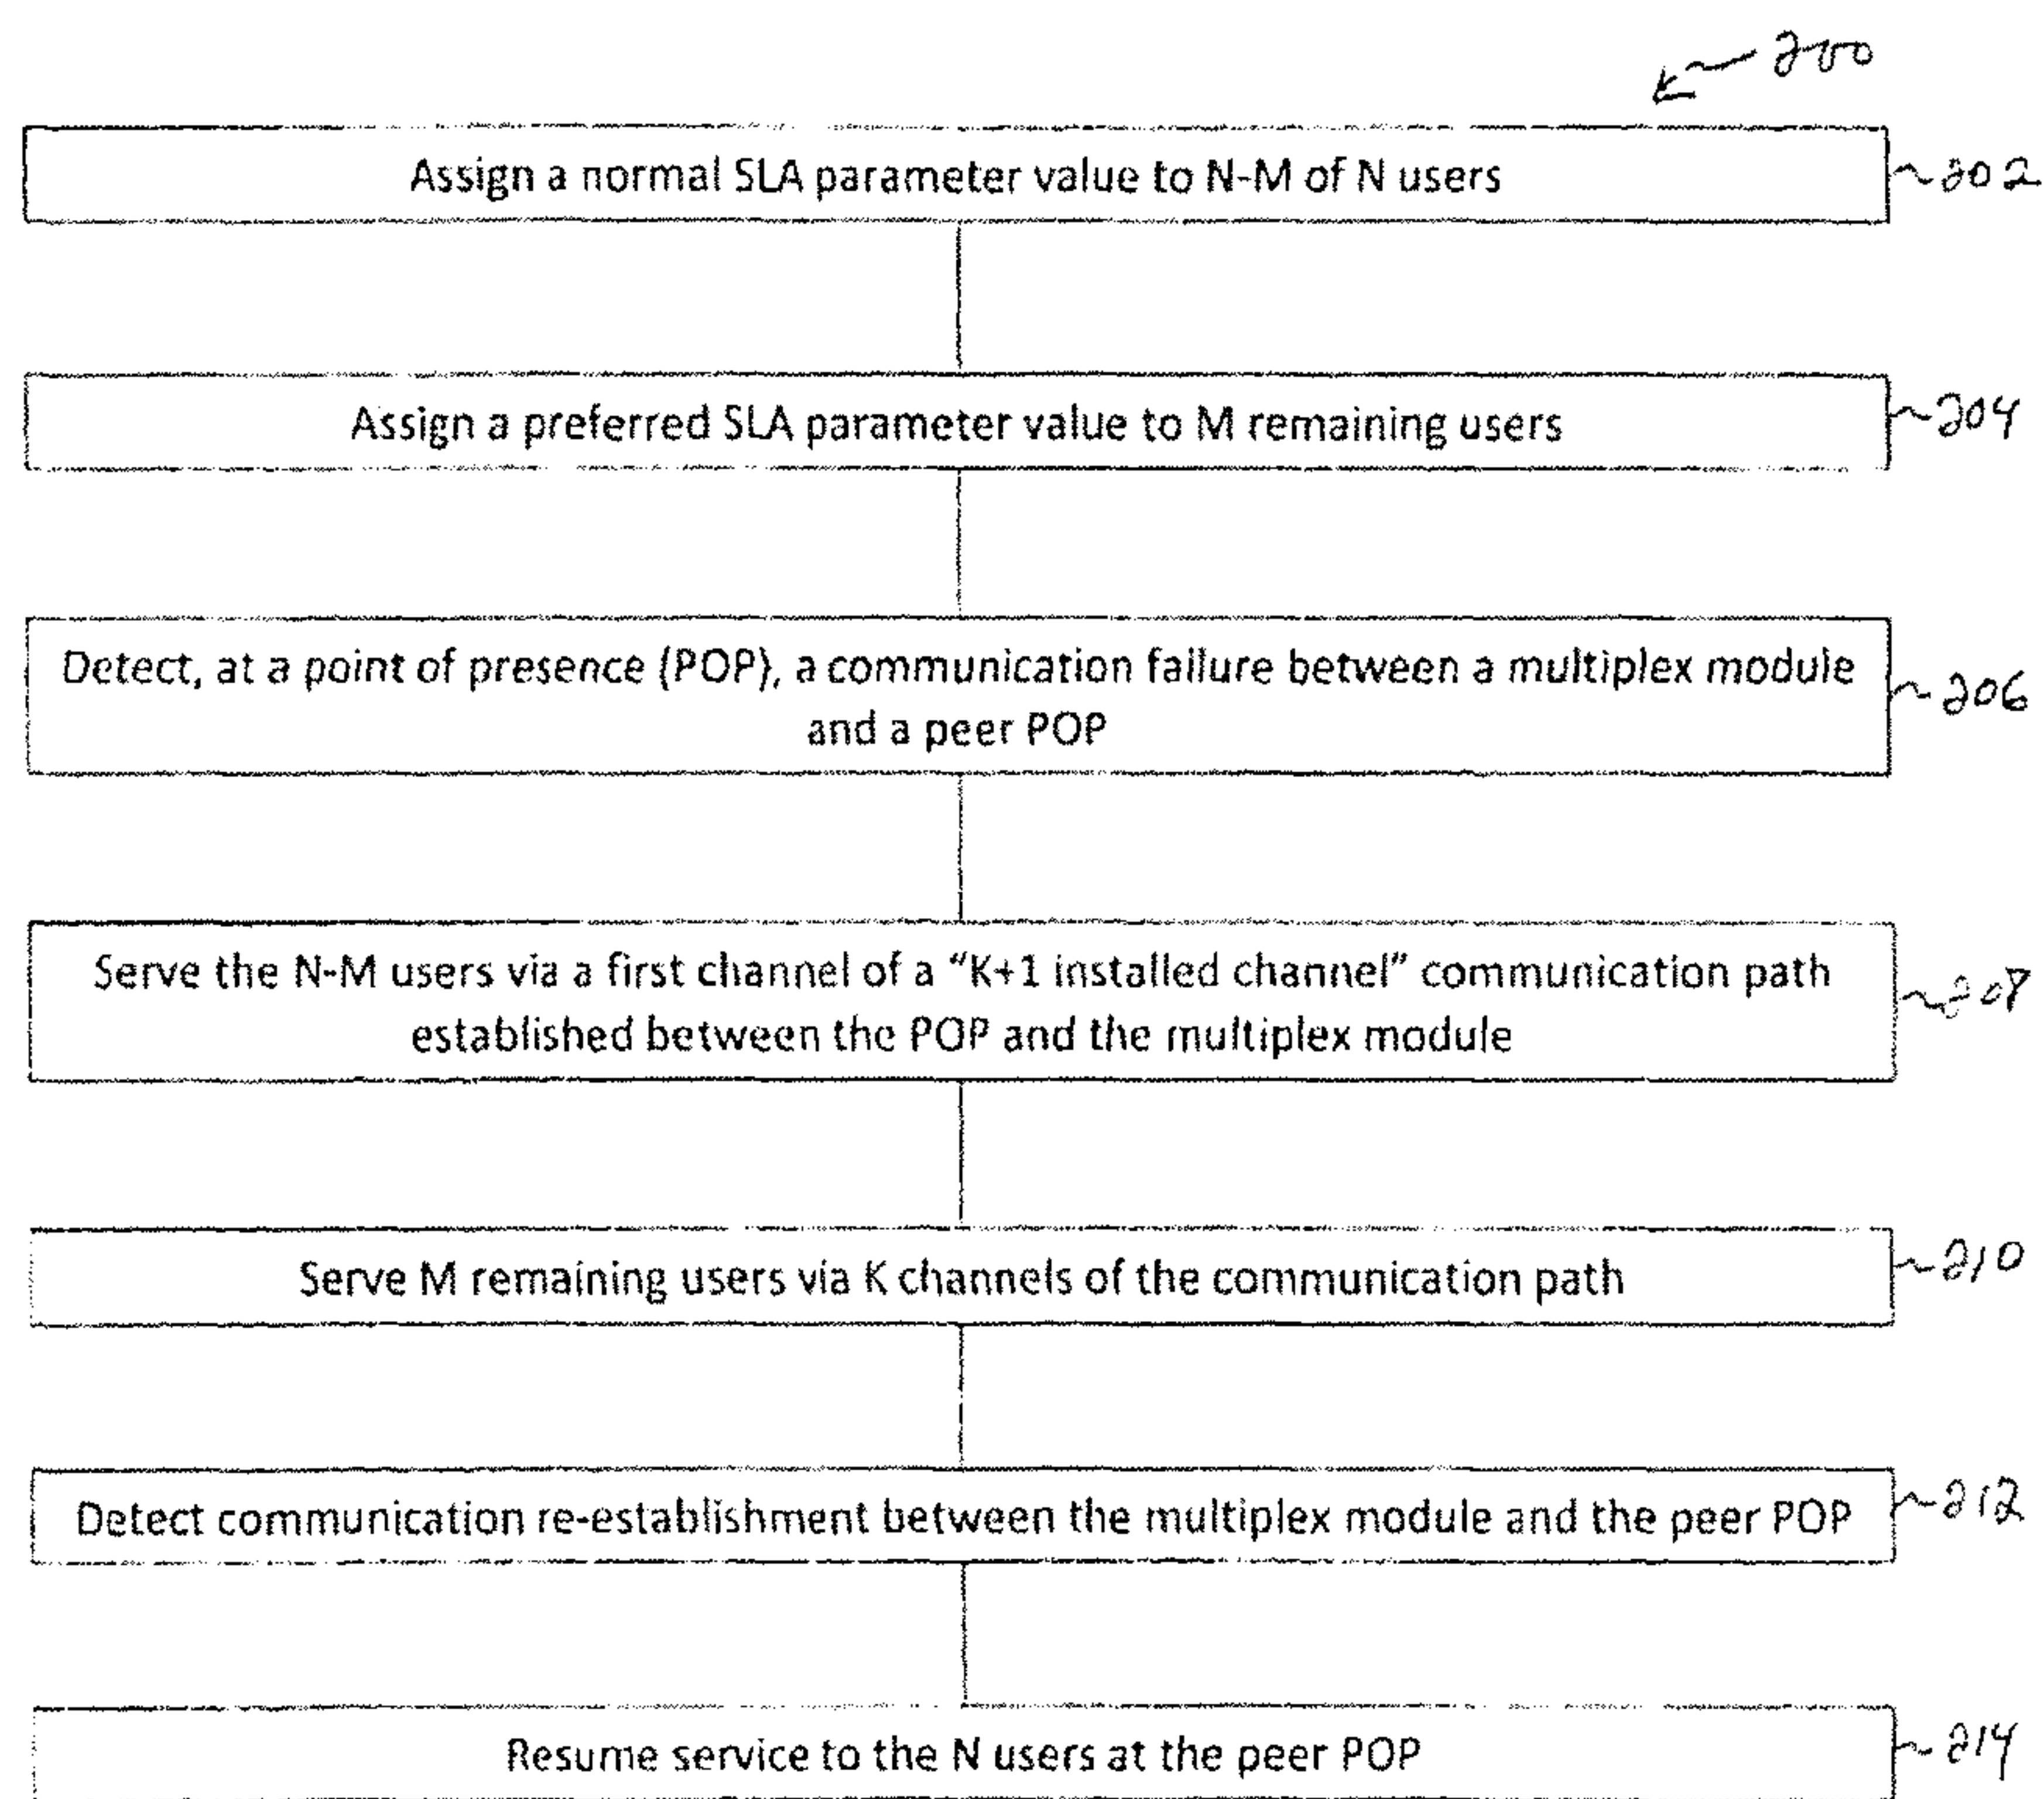 200
Assign a normal SLA parameter value to N-M of N users
202
Assign a preferred SLA parameter value to M remaining users
204
Detect, at a point of presence (POP), a communication failure between a multiplex module
and a peer POP
206
Serve the N-M users via a first channel of a “K+1 installed channel” communication path
established between the POP and the multiplex module
208
Serve M remaining users via K channels of the communication path
210
Detect communication re-establishment between the multiplex module and the peer POP
212
Resume service to the N users at the peer POP
214